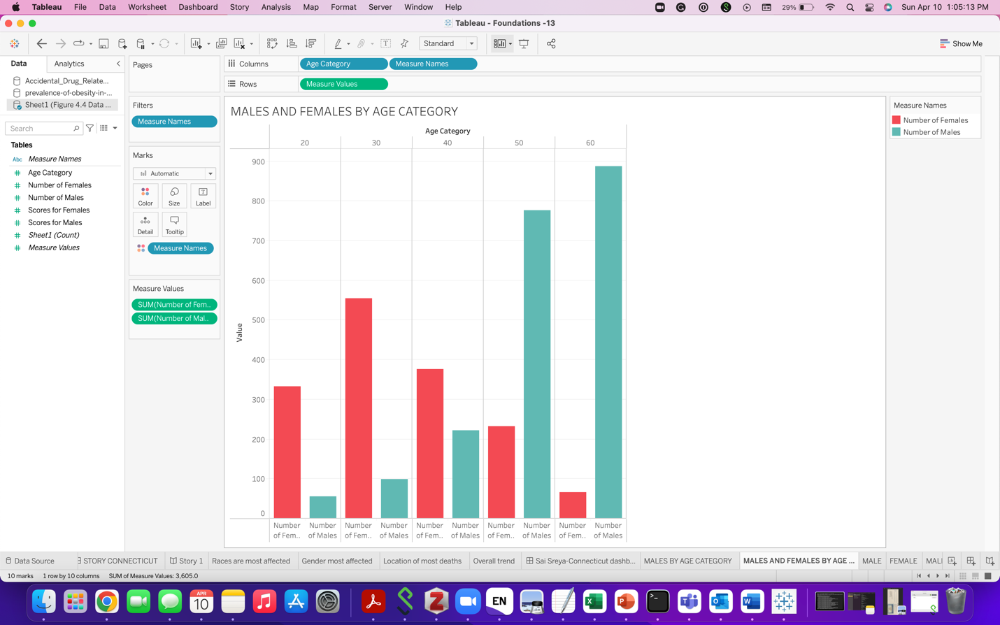 Tableau File Data Worksheet Dashboard Story Analysis Map Format Server Window Help 29% Sun Apr 10 1:05:13 PM
Tableau - Foundations -13
Standard
Show Me
Data Analytics
Accidental_Drug_Relate...
prevalence-of-obesity-in-...
Sheet1 (Figure 4.4 Data ...
Search
Tables
Abc Measure Names
Age Category
Number of Females
Number of Males
Scores for Females
Scores for Males
Sheet1 (Count)
Measure Values
Pages
Filters
Measure Names
Marks
Automatic
Color Size Label
Detail Tooltip
Measure Names
Measure Values
SUM(Number of Fem..
SUM(Number of Mal..
Columns Age Category Measure Names
Rows Measure Values
MALES AND FEMALES BY AGE CATEGORY
Age Category
20 30 40 50 60
900
800
700
600
500
400
300
200
100
0
Value
Number Number Number Number Number Number Number Number Number Number
of Fem.. of Males of Fem.. of Males of Fem.. of Males of Fem.. of Males of Fem.. of Males
Measure Names
Number of Females
Number of Males
Data Source STORY CONNECTICUT Story 1 Races are most affected Gender most affected Location of most deaths Overall trend Sai Sreya-Connecticut dashb... MALES BY AGE CATEGORY MALES AND FEMALES BY AGE ... MALE FEMALE MAL
10 marks 1 row by 10 columns SUM of Measure Values: 3,605.0
APR
10
EN